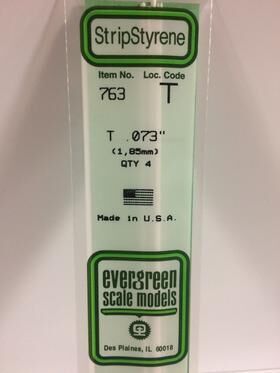 StripStyrene
Item No. Loc. Code
763 T
T .073"
(1,85mm)
QTY 4
Made in U.S.A.
evergreen
scale models
Des Plaines, IL 60018